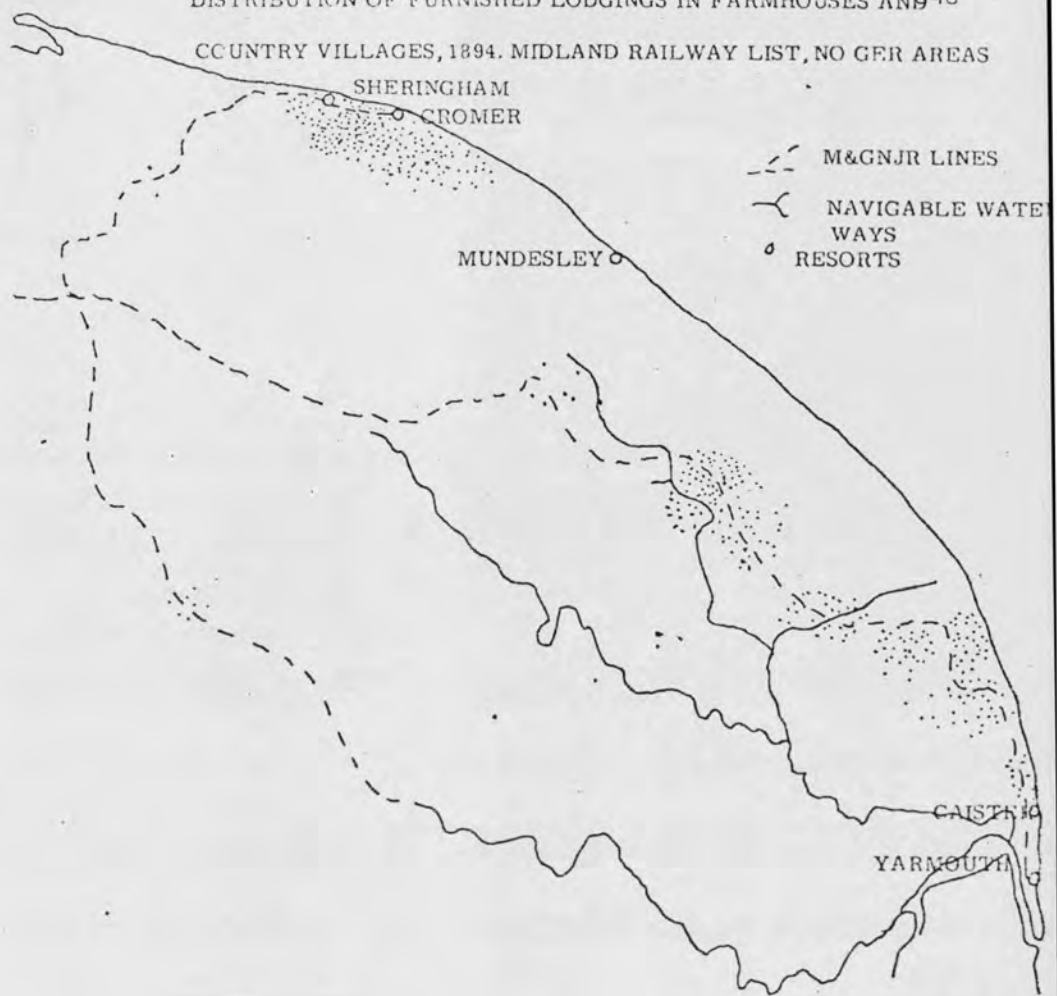 DISTRIBUTION OF FURNISHED LODGINGS IN FARMHOUSES AND
COUNTRY VILLAGES, 1894. MIDLAND RAILWAY LIST, NO GER AREAS
SHERINGHAM
CROMER
M&GNJR LINES
NAVIGABLE WATE
WAYS
MUNDESLEY
RESORTS
CAISTE
YARMOUTH